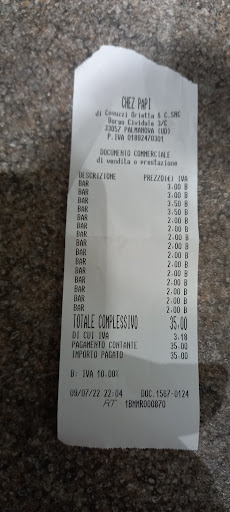 CHEZ PAPI
di Comuzzi Orietta & C.SNC
Borgo Cividale 3/C
33057 PALMANOVA (UD)
P.IVA 01892470301
DOCUMENTO COMMERCIALE
di vendita o prestazione
DESCRIZIONE PREZZO(€) IVA
BAR 3.00 B
BAR 3.00 B
BAR 3.50 B
BAR 3.50 B
BAR 2.00 B
BAR 2.00 B
BAR 2.00 B
BAR 2.00 B
BAR 2.00 B
BAR 2.00 B
BAR 2.00 B
BAR 2.00 B
BAR 2.00 B
BAR 2.00 B
BAR 2.00 B
TOTALE COMPLESSIVO 35.00
DI CUI IVA 3.18
PAGAMENTO CONTANTE 35.00
IMPORTO PAGATO 35.00
B: IVA 10.00%
09/07/22 22:04 DOC.1567-0124
RT 18MMR000070